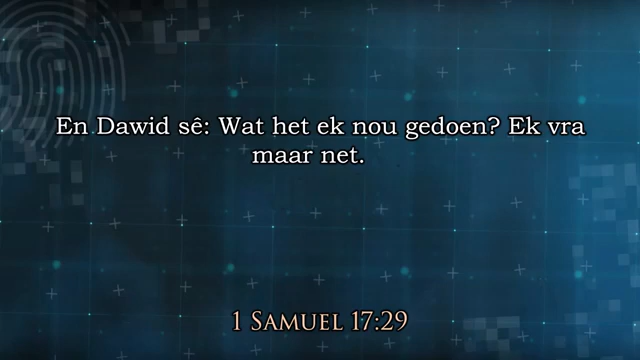 En Dawid sê: Wat het ek nou gedoen? Ek vra
maar net.
1 Samuel 17:29